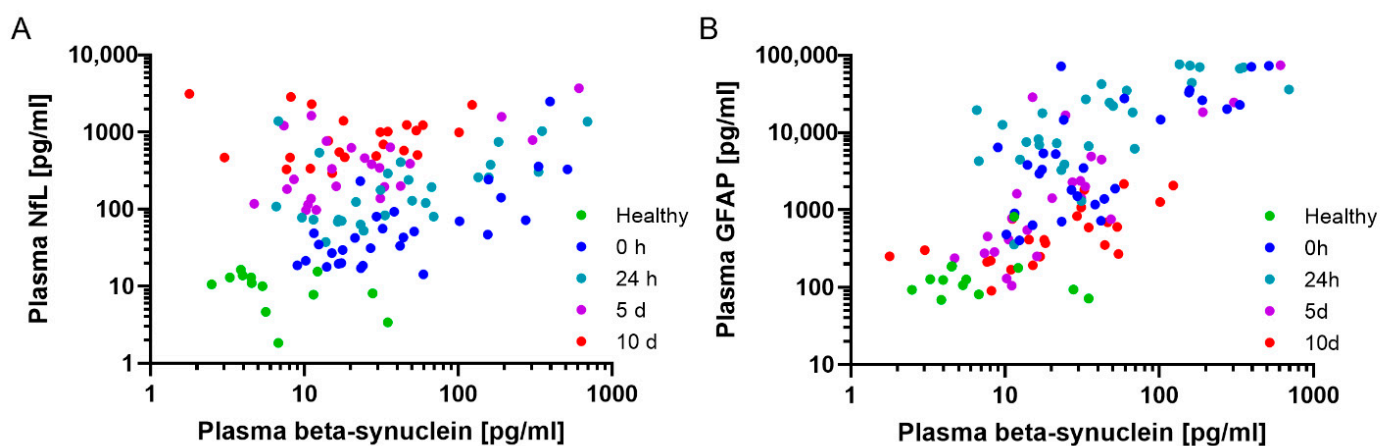 A
10,000
1000
100
10
1
Plasma NfL [pg/ml]
1 10 100 1000
Plasma beta-synuclein [pg/ml]
Healthy
0 h
24 h
5 d
10 d
B
100,000
10,000
1000
100
10
Plasma GFAP [pg/ml]
1 10 100 1000
Plasma beta-synuclein [pg/ml]
Healthy
0h
24h
5d
10d